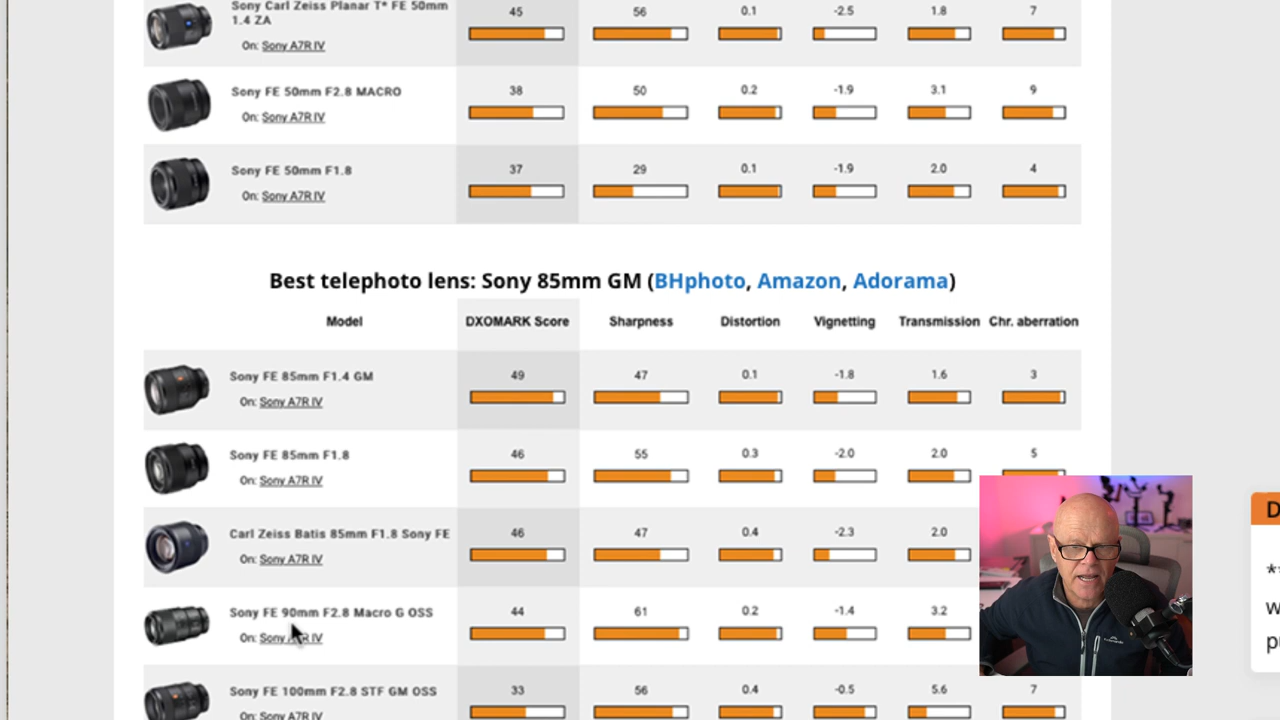 Sony Carl Zeiss Planar T* FE 50mm 45 56 0.1 -2.5 1.8 7
1.4 ZA
On: Sony A7R IV
Sony FE 50mm F2.8 MACRO 38 50 0.2 -1.9 3.1 9
On: Sony A7R IV
Sony FE 50mm F1.8 37 29 0.1 -1.9 2.0 4
On: Sony A7R IV
Best telephoto lens: Sony 85mm GM (BHphoto, Amazon, Adorama)
Model DXOMARK Score Sharpness Distortion Vignetting Transmission Chr. aberration
Sony FE 85mm F1.4 GM 49 47 0.1 -1.8 1.6 3
On: Sony A7R IV
Sony FE 85mm F1.8 46 55 0.3 -2.0 2.0 5
On: Sony A7R IV
Carl Zeiss Batis 85mm F1.8 Sony FE 46 47 0.4 -2.3 2.0
On: Sony A7R IV
Sony FE 90mm F2.8 Macro G OSS 44 61 0.2 -1.4 3.2
On: Sony A7R IV
Sony FE 100mm F2.8 STF GM OSS 33 56 0.4 -0.5 5.6 7
On: Sony A7R IV
D